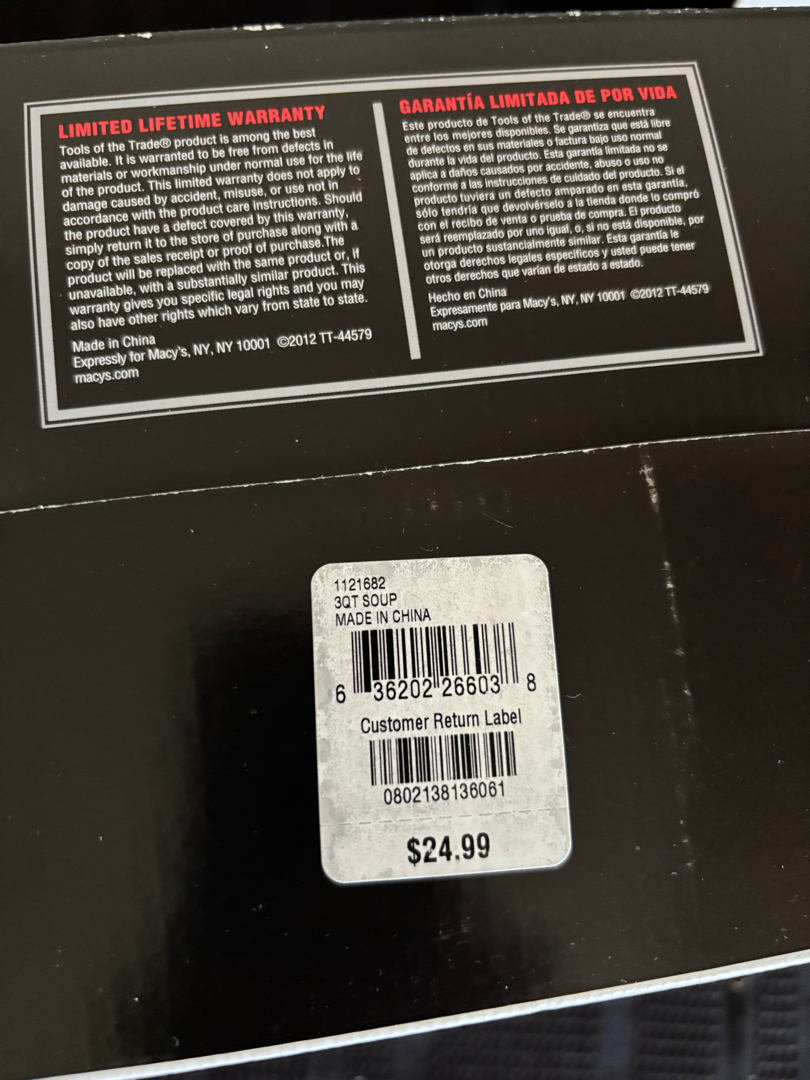 LIMITED LIFETIME WARRANTY
Tools of the Trade® product is among the best
available. It is warranted to be free from defects in
materials or workmanship under normal use for the life
of the product. This limited warranty does not apply to
damage caused by accident, misuse, or use not in
accordance with the product care instructions. Should
the product have a defect covered by this warranty,
simply return it to the store of purchase along with a
copy of the sales receipt or proof of purchase.The
product will be replaced with the same product or, if
unavailable, with a substantially similar product. This
warranty gives you specific legal rights and you may
also have other rights which vary from state to state.
Made in China
Expressly for Macy's, NY, NY 10001 ©2012 TT-44579
macys.com
GARANTÍA LIMITADA DE POR VIDA
Este producto de Tools of the Trade® se encuentra
entre los mejores disponibles. Se garantiza que está libre
de defectos en sus materiales o factura bajo uso normal
durante la vida del producto. Esta garantía limitada no se
aplica a daños causados por accidente, abuso o uso no
conforme a las instrucciones de cuidado del producto. Si el
producto tuviera un defecto amparado en esta garantía,
sólo tendría que devolvérselo a la tienda donde lo compró
con el recibo de venta o prueba de compra. El producto
será reemplazado por uno igual, o, si no está disponible, por
un producto sustancialmente similar. Esta garantía le
otorga derechos legales específicos y usted puede tener
otros derechos que varían de estado a estado.
Hecho en China
Expresamente para Macy's, NY, NY 10001 ©2012 TT-44579
macys.com
1121682
3QT SOUP
MADE IN CHINA
6 36202 26603 8
Customer Return Label
0802138136061
$24.99